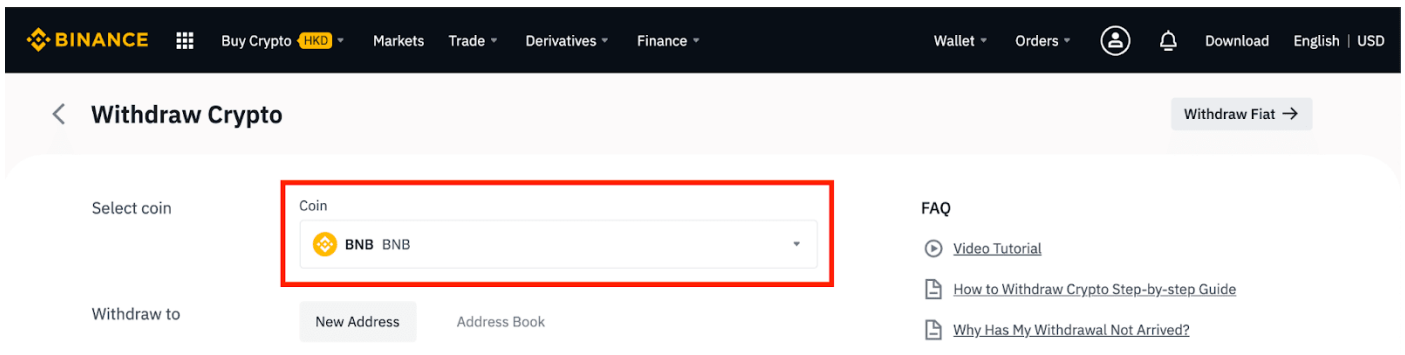 BINANCE Buy Crypto HKD Markets Trade Derivatives Finance Wallet Orders Download English | USD
Withdraw Crypto
Withdraw Fiat →
Select coin
Coin
BNB BNB
Withdraw to
New Address Address Book
FAQ
Video Tutorial
How to Withdraw Crypto Step-by-step Guide
Why Has My Withdrawal Not Arrived?